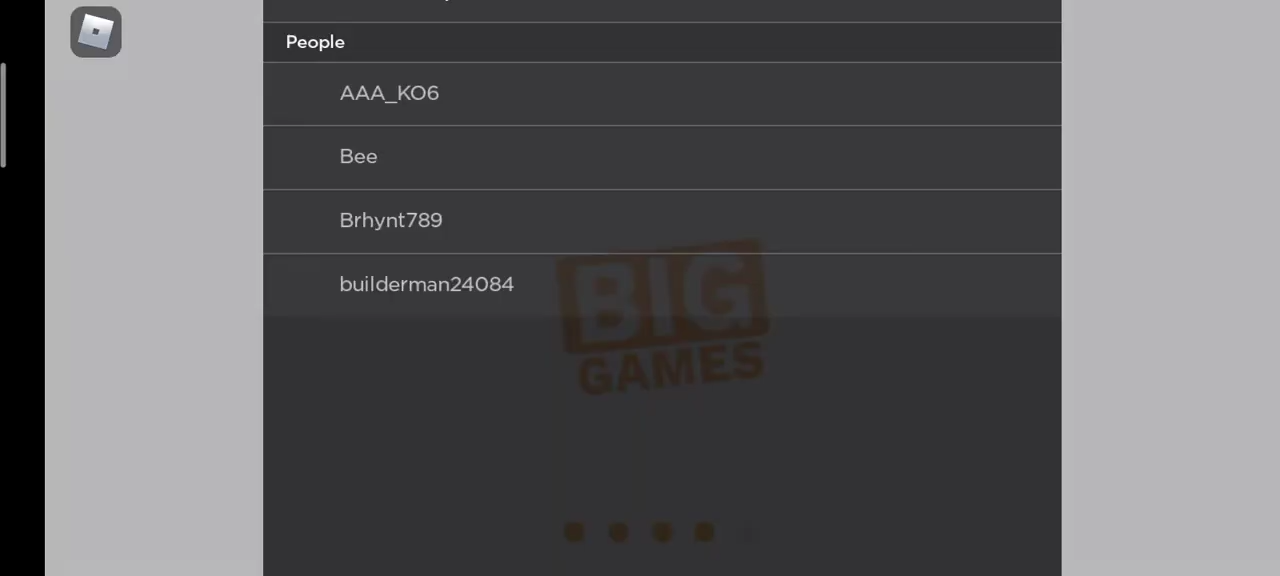 People
AAA_KO6
Bee
Brhynt789
builderman24084
BIG
GAMES